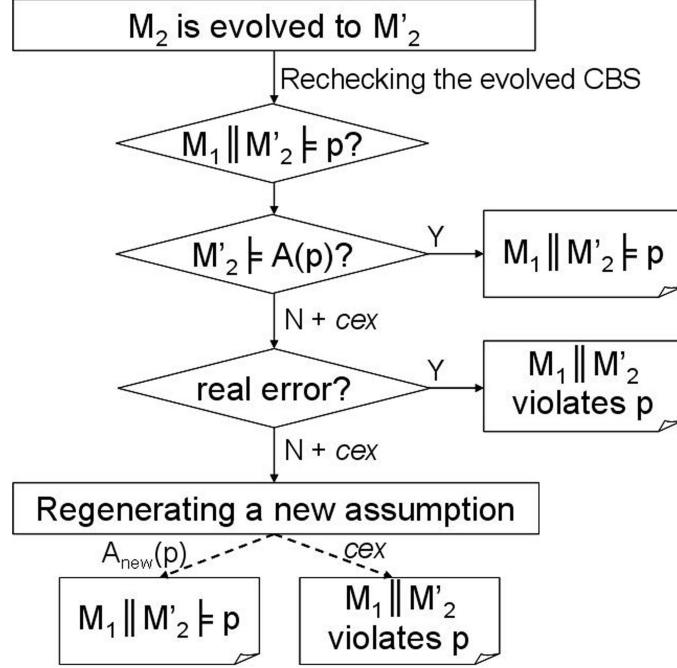 M₂ is evolved to M'₂
Rechecking the evolved CBS
M₁ || M'₂ ⊧ p?
M'₂ ⊧ A(p)?
Y
M₁ || M'₂ ⊧ p
N + cex
real error?
Y
M₁ || M'₂
violates p
N + cex
Regenerating a new assumption
Aₙₑw(p)
cex
M₁ || M'₂ ⊧ p
M₁ || M'₂
violates p